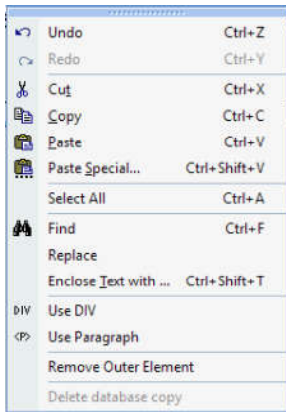 Undo Ctrl+Z
Redo Ctrl+Y
Cut Ctrl+X
Copy Ctrl+C
Paste Ctrl+V
Paste Special... Ctrl+Shift+V
Select All Ctrl+A
Find Ctrl+F
Replace
Enclose Text with ... Ctrl+Shift+T
DIV Use DIV
<P> Use Paragraph
Remove Outer Element
Delete database copy